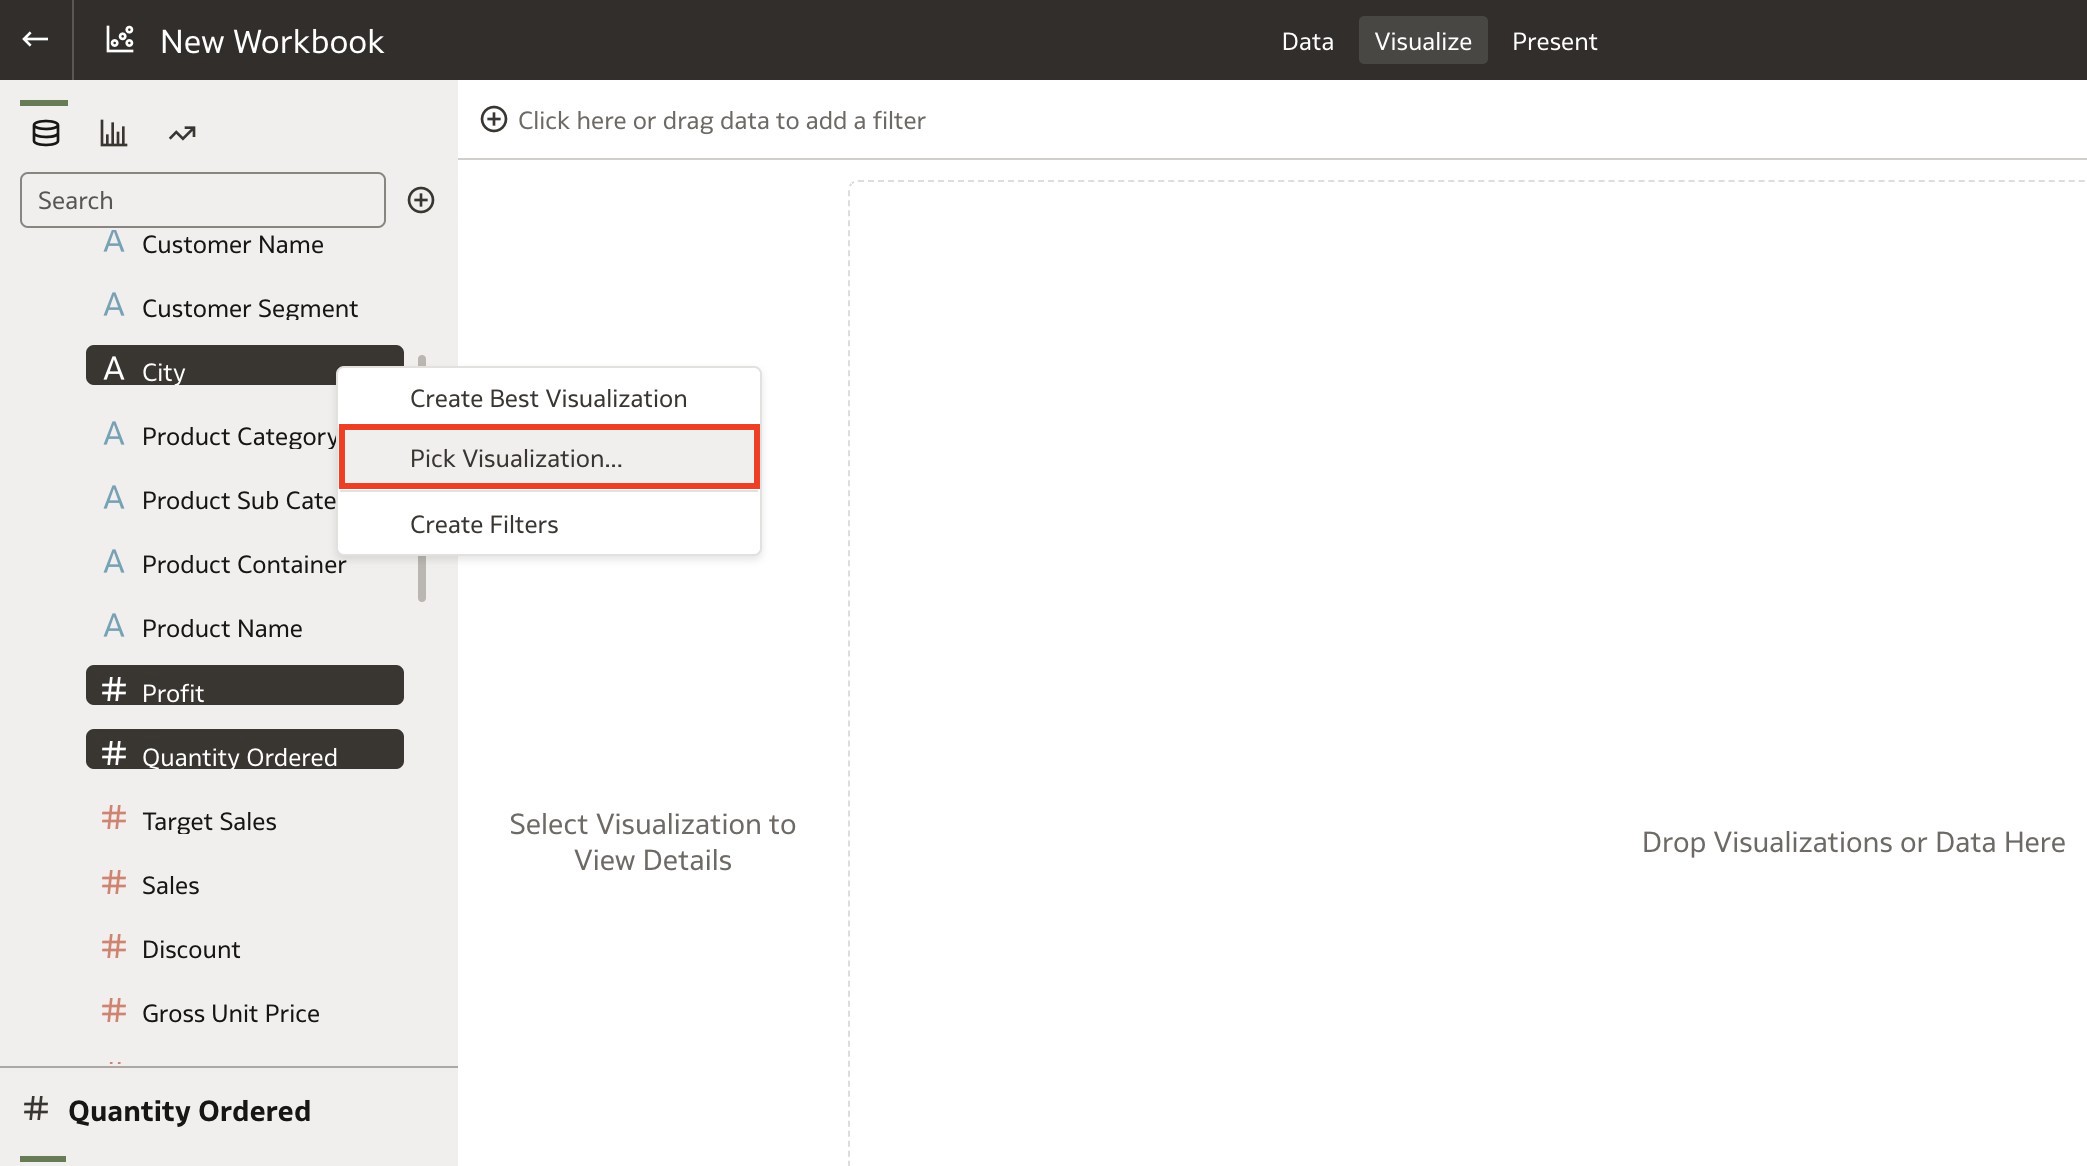 New Workbook
Data
Visualize
Present
Click here or drag data to add a filter
Search
A Customer Name
A Customer Segment
A City
A Product Category
A Product Sub Cate
A Product Container
A Product Name
# Profit
# Quantity Ordered
# Target Sales
# Sales
# Discount
# Gross Unit Price
Create Best Visualization
Pick Visualization...
Create Filters
Select Visualization to
View Details
Drop Visualizations or Data Here
# Quantity Ordered